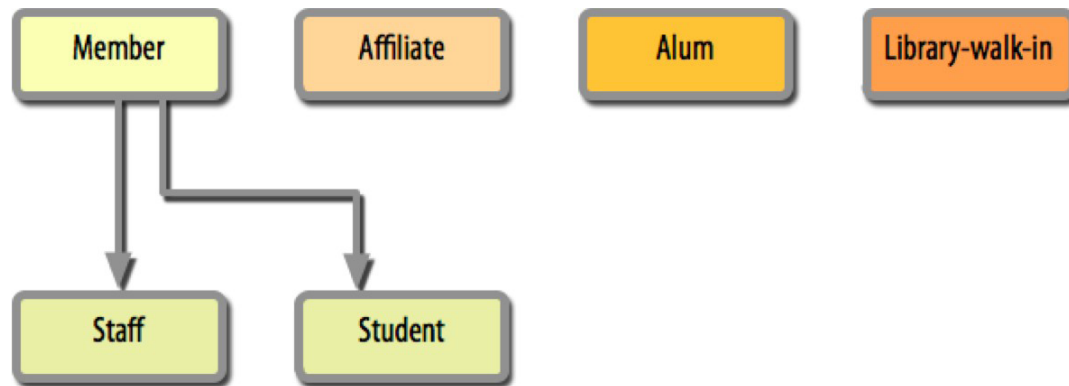 Member
Affiliate
Alum
Library-walk-in
Staff
Student